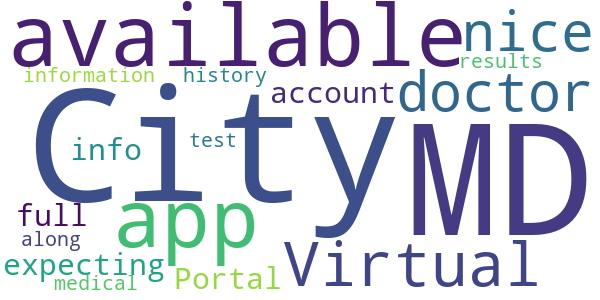 available
nice
information
history
results
City
account
doctor
MD
info
test
app
full
along
Virtual
expecting
medical
Portal